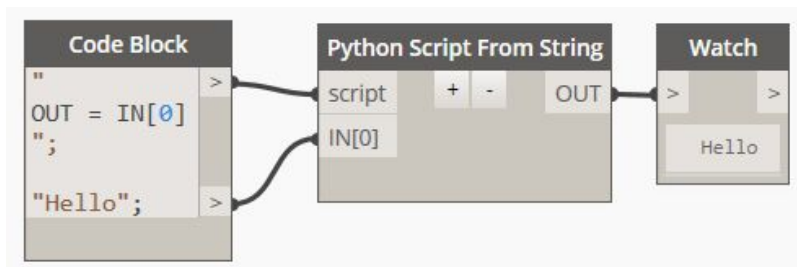 Code Block
"
OUT = IN[0]
";
"Hello";
>
>
Python Script From String
script
+ -
OUT
IN[0]
Watch
> >
Hello